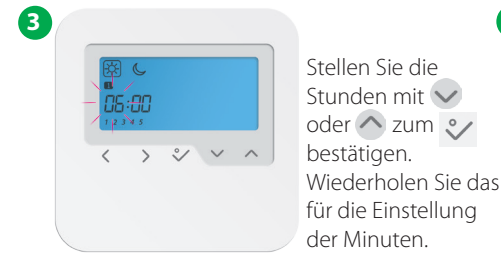 3
1
06:00
1 2 3 4 5
Stellen Sie die
Stunden mit
oder zum
bestätigen.
Wiederholen Sie das
für die Einstellung
der Minuten.